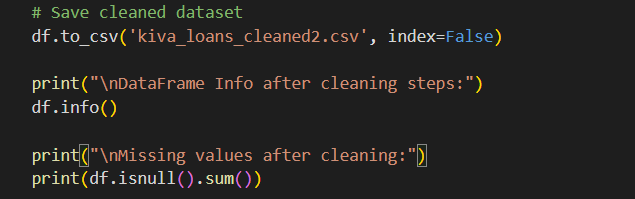 # Save cleaned dataset
df.to_csv('kiva_loans_cleaned2.csv', index=False)
print("\nDataFrame Info after cleaning steps:")
df.info()
print("\nMissing values after cleaning:")
print(df.isnull().sum())